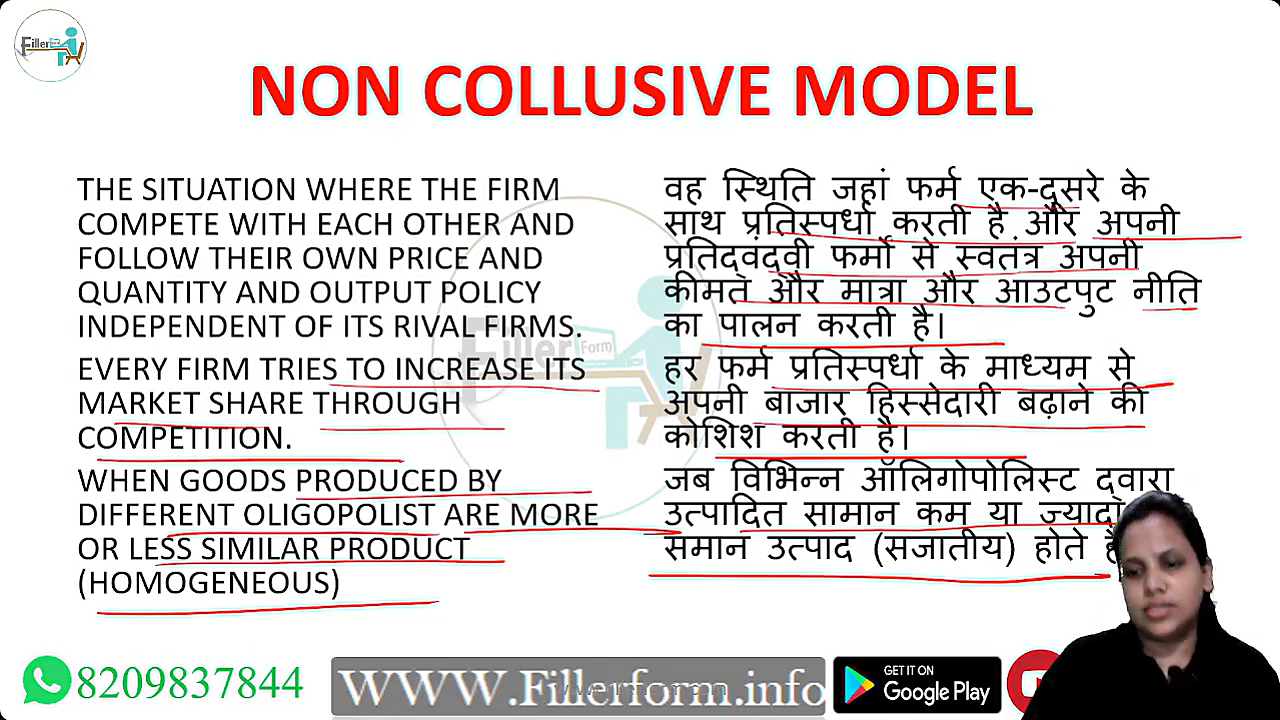 Fillerform
NON COLLUSIVE MODEL
THE SITUATION WHERE THE FIRM
COMPETE WITH EACH OTHER AND
FOLLOW THEIR OWN PRICE AND
QUANTITY AND OUTPUT POLICY
INDEPENDENT OF ITS RIVAL FIRMS.
EVERY FIRM TRIES TO INCREASE ITS
MARKET SHARE THROUGH
COMPETITION.
WHEN GOODS PRODUCED BY
DIFFERENT OLIGOPOLIST ARE MORE
OR LESS SIMILAR PRODUCT
(HOMOGENEOUS)
वह स्थिति जहां फर्म एक-दूसरे के
साथ प्रतिस्पर्धा करती है और अपनी
प्रतिद्वंद्वी फर्मों से स्वतंत्र अपनी
कीमत और मात्रा और आउटपुट नीति
का पालन करती है।
हर फर्म प्रतिस्पर्धा के माध्यम से
अपनी बाजार हिस्सेदारी बढ़ाने की
कोशिश करती है।
जब विभिन्न ऑलिगोपोलिस्ट द्वारा
उत्पादित सामान कम या ज्यादा
समान उत्पाद (सजातीय) होते
Filler Form
8209837844
www.Fillerform.info
GET IT ON
Google Play